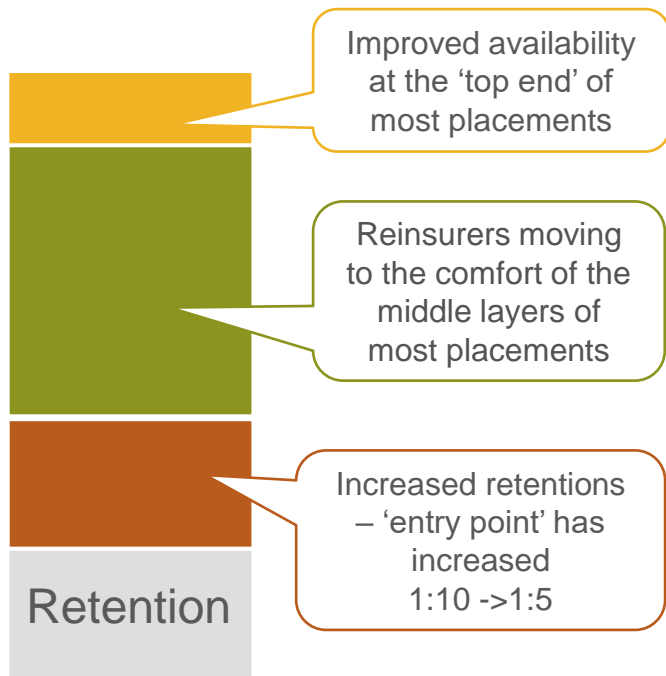 Improved availability
at the ‘top end’ of
most placements
Reinsurers moving
to the comfort of the
middle layers of
most placements
Increased retentions
– ‘entry point’ has
increased
1:10 ->1:5
Retention